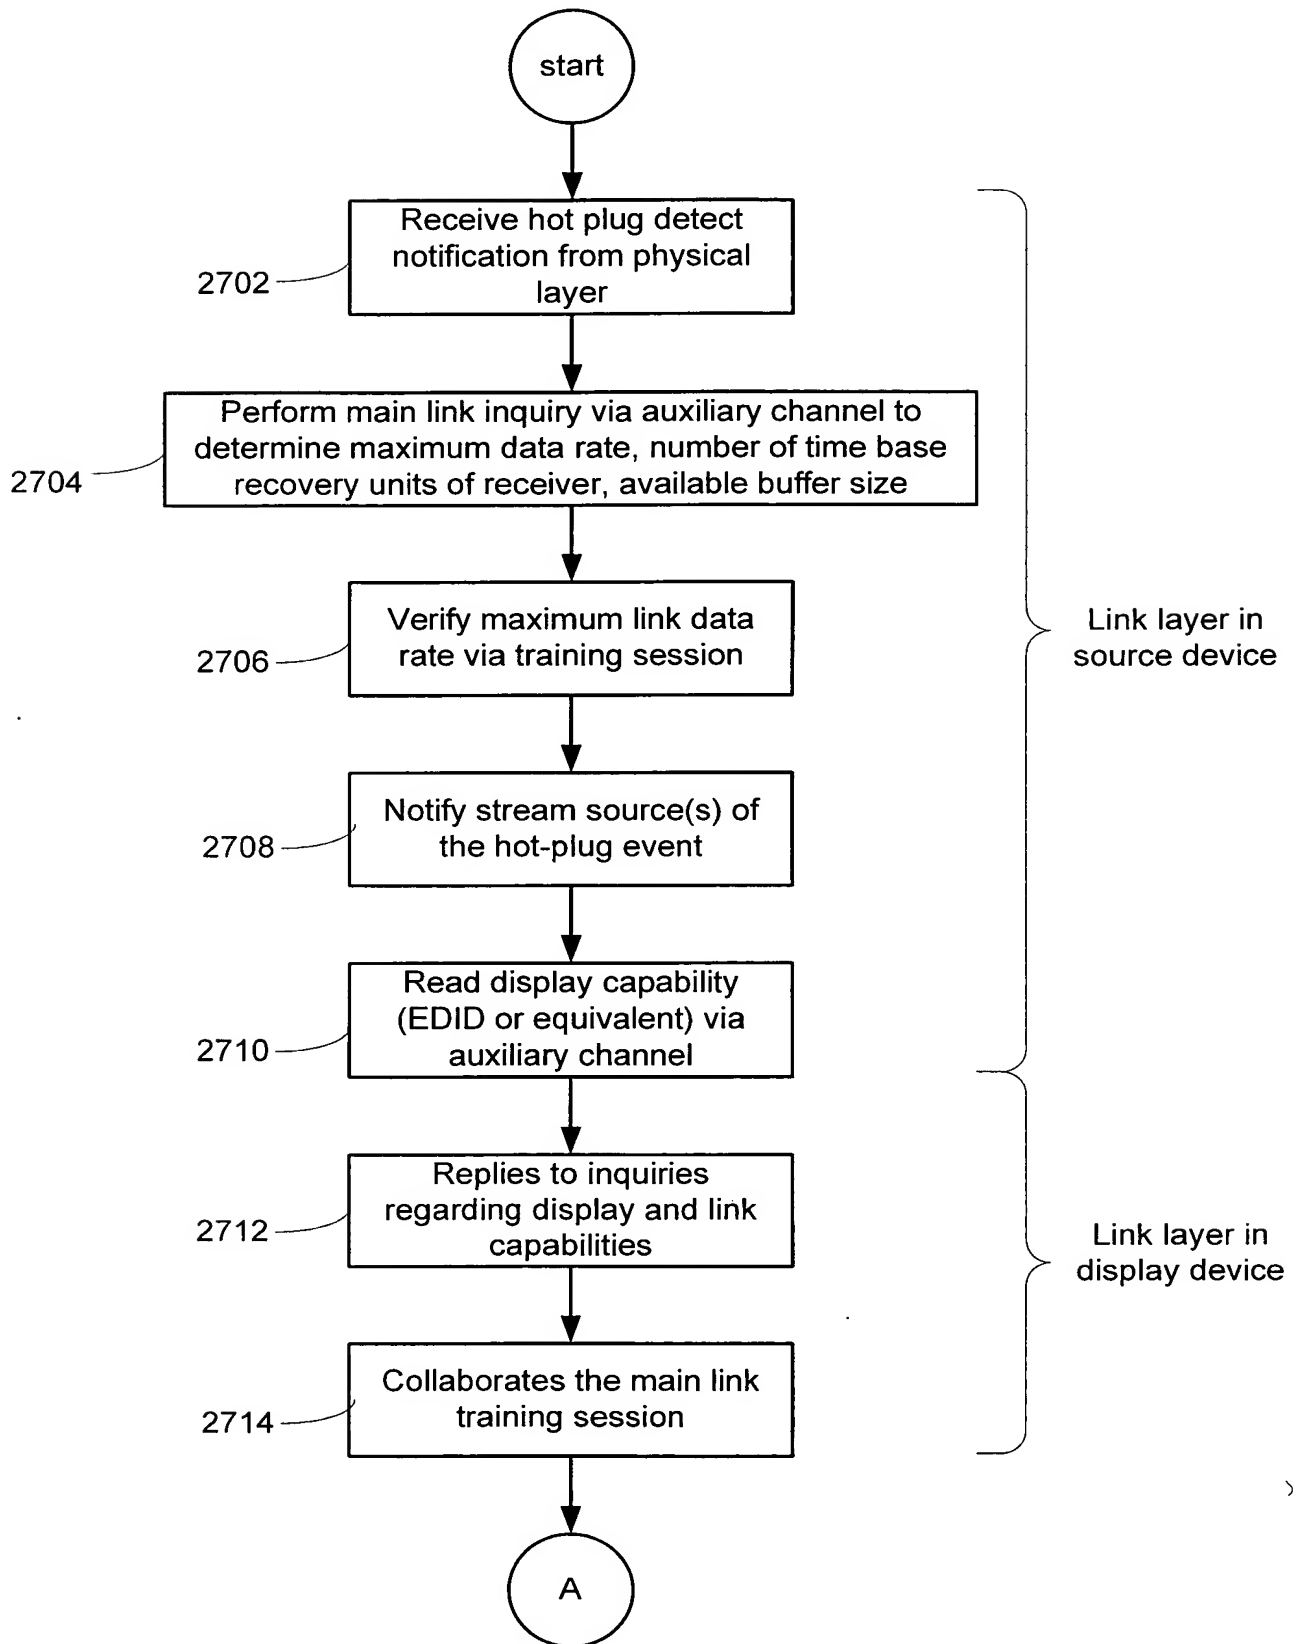 start
Receive hot plug detect
notification from physical
layer
2702
Perform main link inquiry via auxiliary channel to
determine maximum data rate, number of time base
recovery units of receiver, available buffer size
2704
Verify maximum link data
rate via training session
2706
Link layer in
source device
Notify stream source(s) of
the hot-plug event
2708
Read display capability
(EDID or equivalent) via
auxiliary channel
2710
Replies to inquiries
regarding display and link
capabilities
2712
Link layer in
display device
Collaborates the main link
training session
2714
A